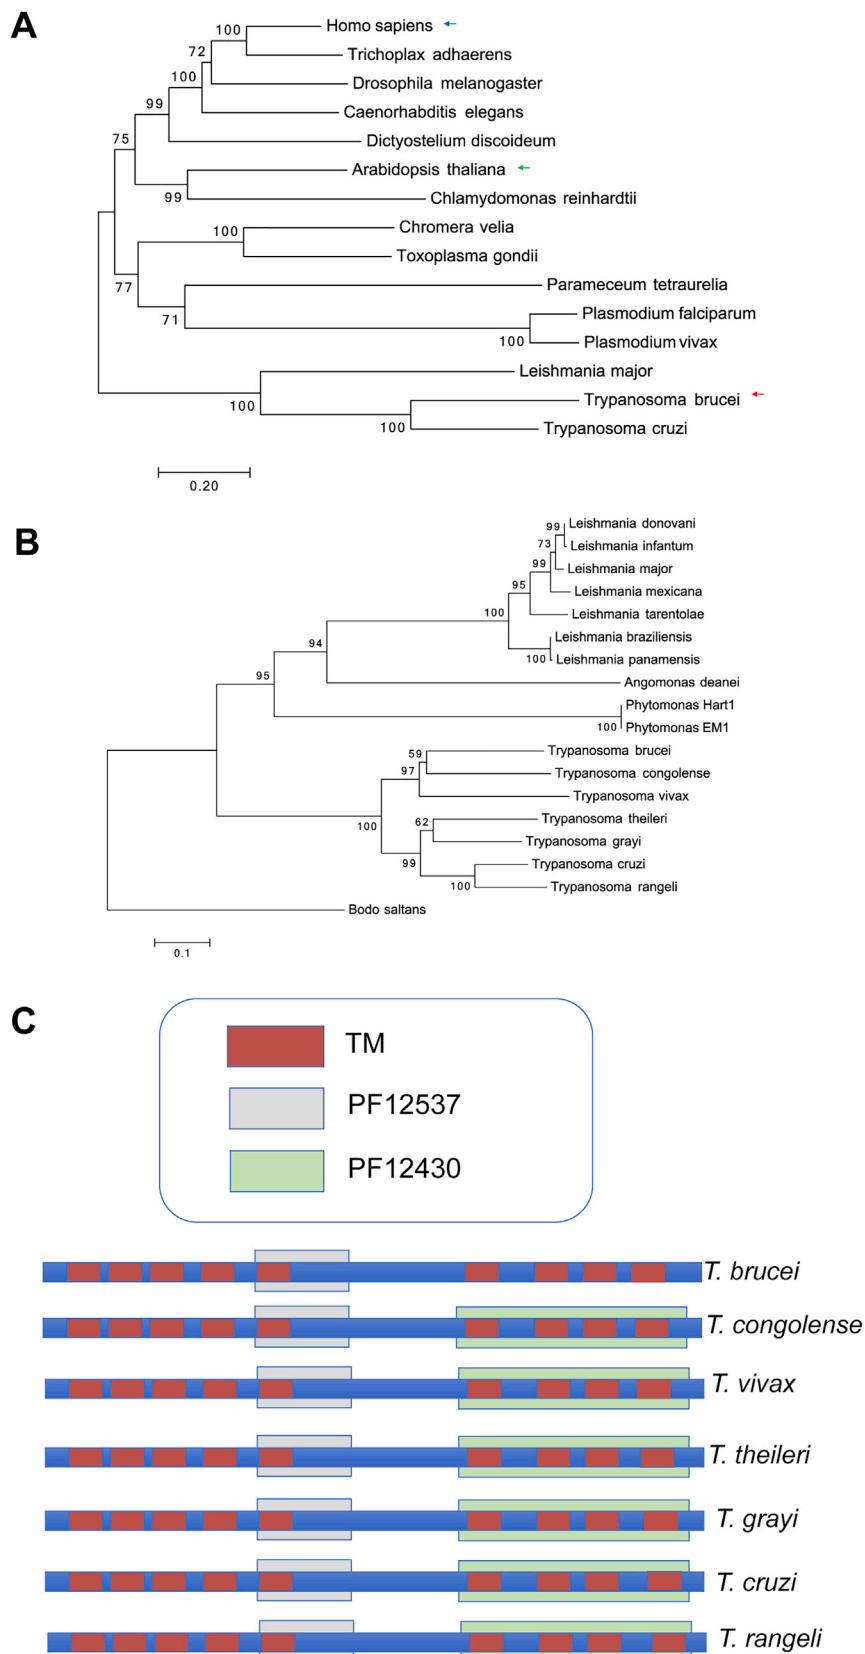 A
Homo sapiens
100
Trichoplax adhaerens
72
Drosophila melanogaster
100
Caenorhabditis elegans
99
Dictyostelium discoideum
75
Arabidopsis thaliana
99
Chlamydomonas reinhardtii
Chromera velia
100
Toxoplasma gondii
77
Parameceum tetraurelia
71
Plasmodium falciparum
100
Plasmodium vivax
Leishmania major
100
Trypanosoma brucei
100
Trypanosoma cruzi
0.20
B
99
Leishmania donovani
73
Leishmania infantum
99
Leishmania major
95
Leishmania mexicana
100
Leishmania tarentolae
Leishmania braziliensis
100
Leishmania panamensis
94
95
Angomonas deanei
Phytomonas Hart1
100
Phytomonas EM1
59
Trypanosoma brucei
97
Trypanosoma congolense
Trypanosoma vivax
100
62
Trypanosoma theileri
99
Trypanosoma grayi
Trypanosoma cruzi
100
Trypanosoma rangeli
Bodo saltans
0.1
C
TM
PF12537
PF12430
T. brucei
T. congolense
T. vivax
T. theileri
T. grayi
T. cruzi
T. rangeli